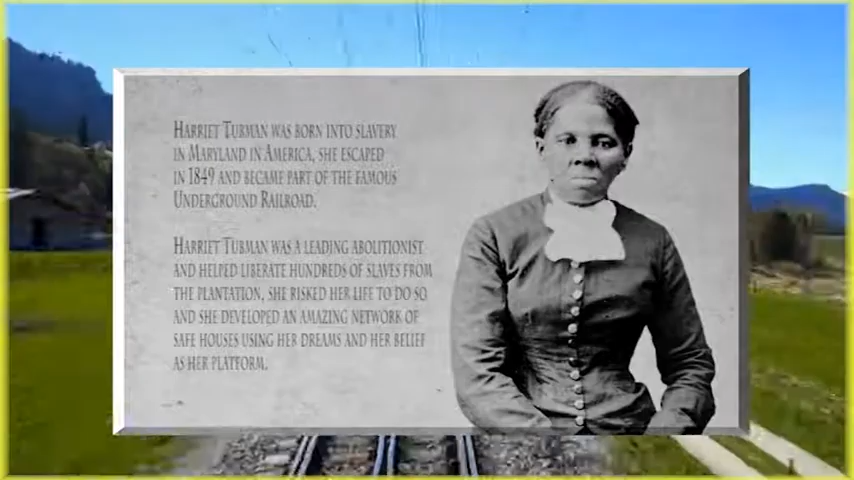 Harriet Tubman was born into slavery
in Maryland in America, she escaped
in 1849 and became part of the famous
Underground Railroad.
Harriet Tubman was a leading abolitionist
and helped liberate hundreds of slaves from
the plantation, she risked her life to do so
and she developed an amazing network of
safe houses using her dreams and her belief
as her platform.